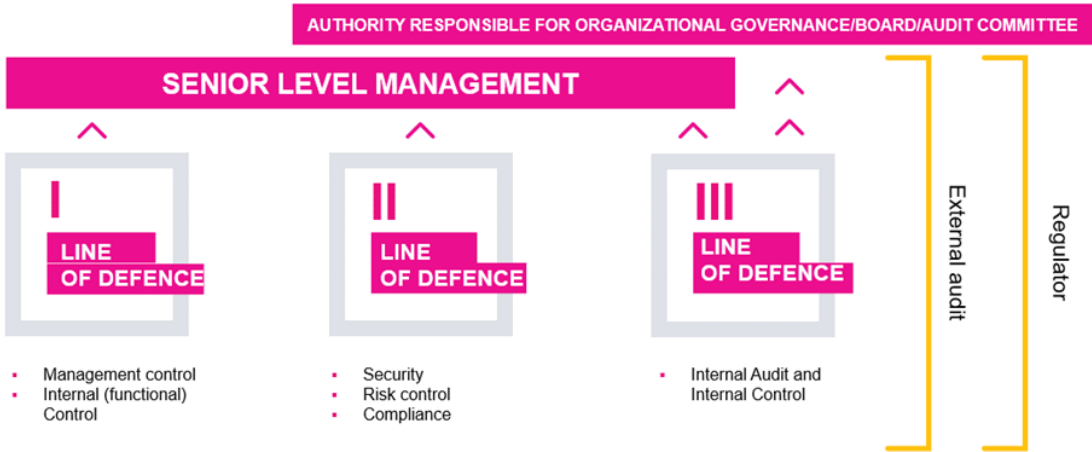 AUTHORITY RESPONSIBLE FOR ORGANIZATIONAL GOVERNANCE/BOARD/AUDIT COMMITTEE
SENIOR LEVEL MANAGEMENT
I
LINE
OF DEFENCE
▪ Management control
▪ Internal (functional)
Control
II
LINE
OF DEFENCE
▪ Security
▪ Risk control
▪ Compliance
III
LINE
OF DEFENCE
▪ Internal Audit and
Internal Control
External audit
Regulator